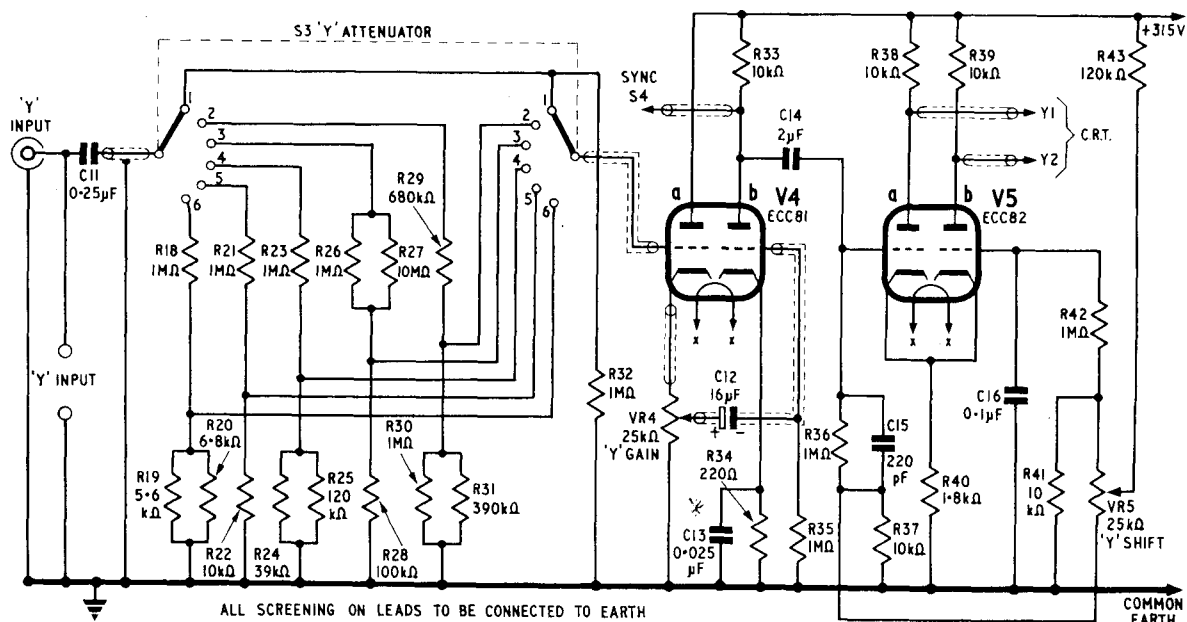 S3 'Y' ATTENUATOR
+315V
'Y'
INPUT
C11
0·25µF
1
2
3
4
5
6
1
2
3
4
5
6
R18
1MΩ
R21
1MΩ
R23
1MΩ
R26
1MΩ
R27
10MΩ
R29
680kΩ
'Y' INPUT
R19
5·6
kΩ
R20
6·8kΩ
R22
10kΩ
R24
39kΩ
R25
120
kΩ
R28
100kΩ
R30
1MΩ
R31
390kΩ
R32
1MΩ
SYNC
S4
R33
10kΩ
C14
2µF
a
b
V4
ECC81
x
x
VR4
25kΩ
'Y' GAIN
C12
16µF
+
−
R34
220Ω
C13
0·025
µF
R35
1MΩ
R36
1MΩ
C15
220
pF
R37
10kΩ
R38
10kΩ
R39
10kΩ
R43
120kΩ
Y1
Y2
C.R.T.
a
b
V5
ECC82
x
x
R40
1·8kΩ
C16
0·1µF
R42
1MΩ
R41
10
kΩ
VR5
25kΩ
'Y' SHIFT
ALL SCREENING ON LEADS TO BE CONNECTED TO EARTH
COMMON
EARTH